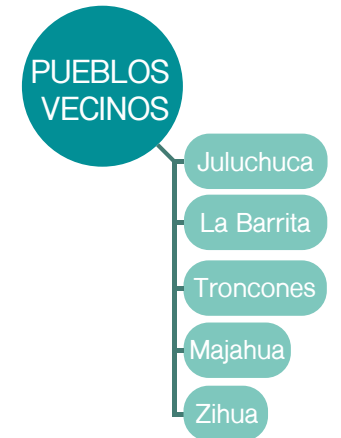 PUEBLOS
VECINOS
Juluchuca
La Barrita
Troncones
Majahua
Zihua